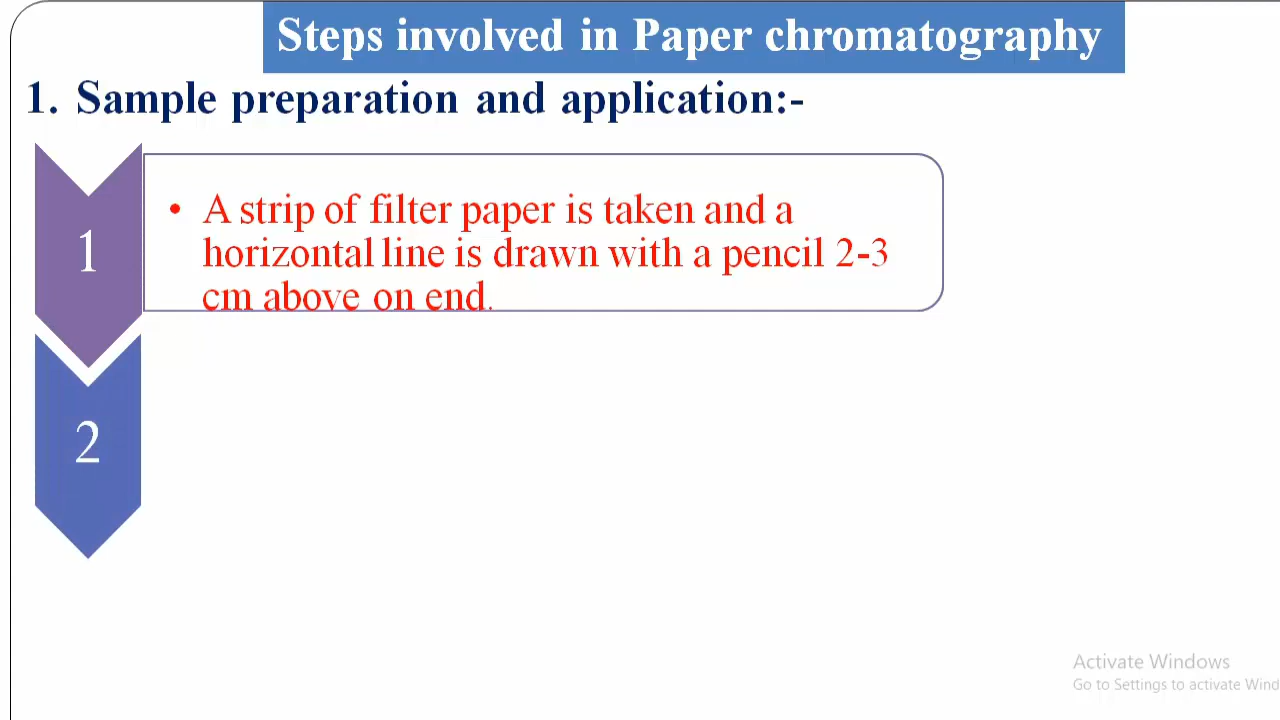 Steps involved in Paper chromatography
1. Sample preparation and application:-
1
• A strip of filter paper is taken and a
horizontal line is drawn with a pencil 2-3
cm above on end.
2
Activate Windows
Go to Settings to activate Wind